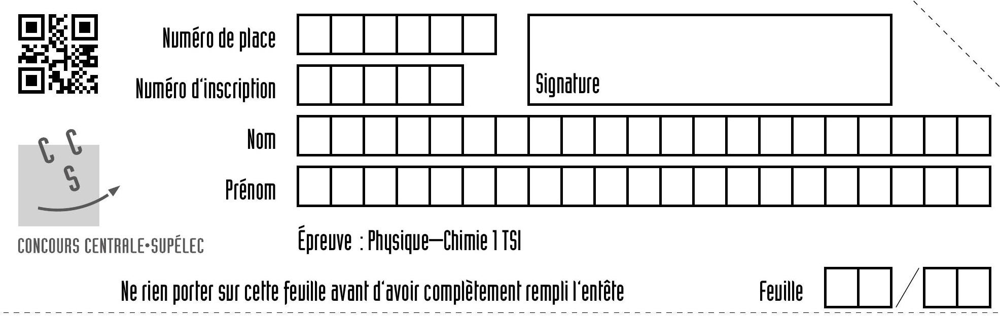 Numéro de place
Numéro d'inscription
Signature
Nom
Prénom
C C
S
CONCOURS CENTRALE•SUPÉLEC
Épreuve : Physique—Chimie 1 TSI
Ne rien porter sur cette feuille avant d'avoir complètement rempli l'entête
Feuille /